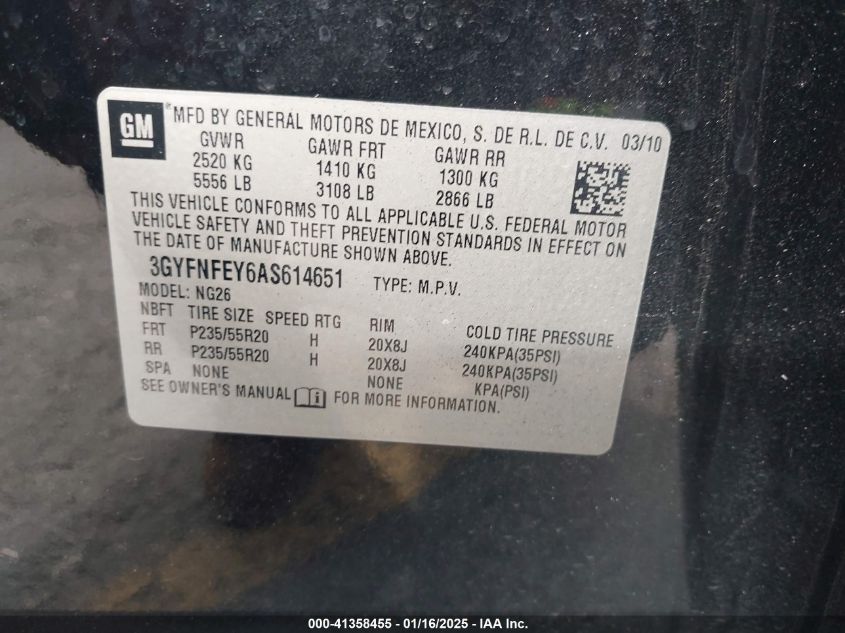 GM
MFD BY GENERAL MOTORS DE MEXICO, S. DE R.L. DE C.V. 03/10
GVWR GAWR FRT GAWR RR
2520 KG 1410 KG 1300 KG
5556 LB 3108 LB 2866 LB
THIS VEHICLE CONFORMS TO ALL APPLICABLE U.S. FEDERAL MOTOR
VEHICLE SAFETY AND THEFT PREVENTION STANDARDS IN EFFECT ON
THE DATE OF MANUFACTURE SHOWN ABOVE.
3GYFNFEY6AS614651 TYPE: M.P.V.
MODEL: NG26
NBFT TIRE SIZE SPEED RTG RIM COLD TIRE PRESSURE
FRT P235/55R20 H 20X8J 240KPA(35PSI)
RR P235/55R20 H 20X8J 240KPA(35PSI)
SPA NONE NONE KPA(PSI)
SEE OWNER'S MANUAL FOR MORE INFORMATION.
000-41358455 - 01/16/2025 - IAA Inc.